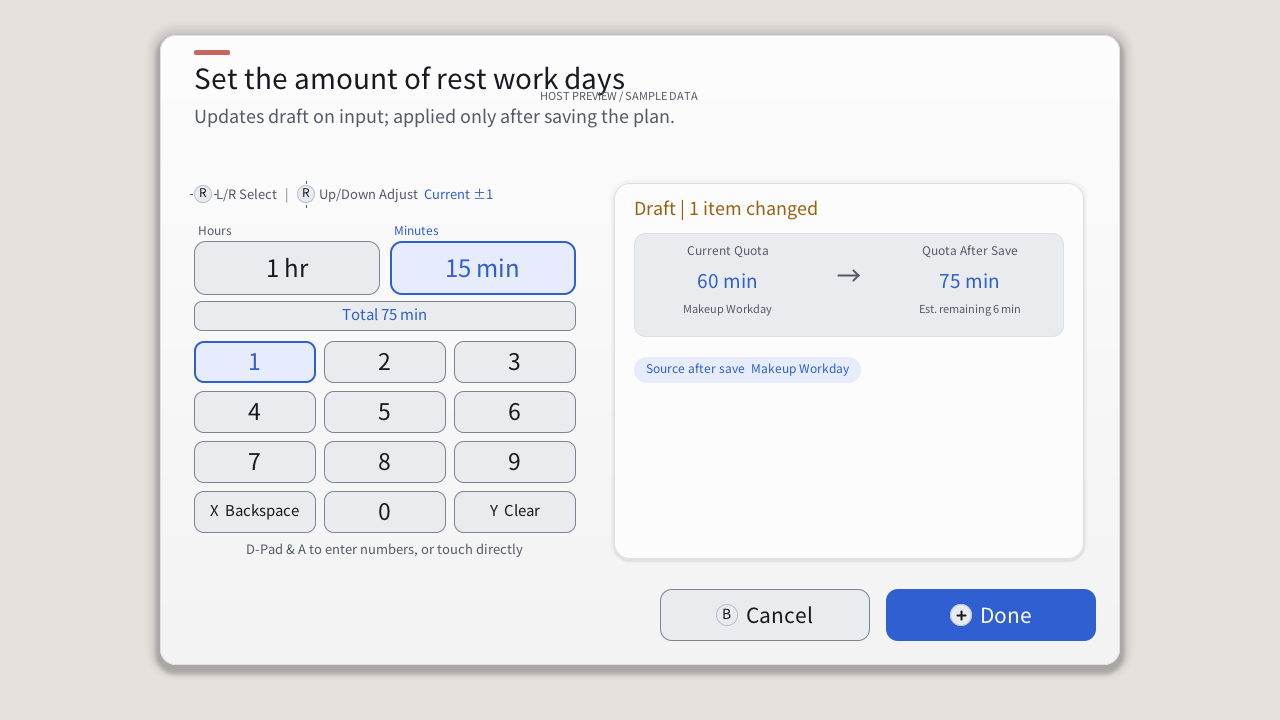 Set the amount of rest work days
HOST PREVIEW / SAMPLE DATA
Updates draft on input; applied only after saving the plan.
R L/R Select | R Up/Down Adjust Current ±1
Hours Minutes
1 hr 15 min
Total 75 min
1 2 3
4 5 6
7 8 9
X Backspace 0 Y Clear
D-Pad & A to enter numbers, or touch directly
Draft | 1 item changed
Current Quota Quota After Save
60 min → 75 min
Makeup Workday Est. remaining 6 min
Source after save Makeup Workday
B Cancel + Done